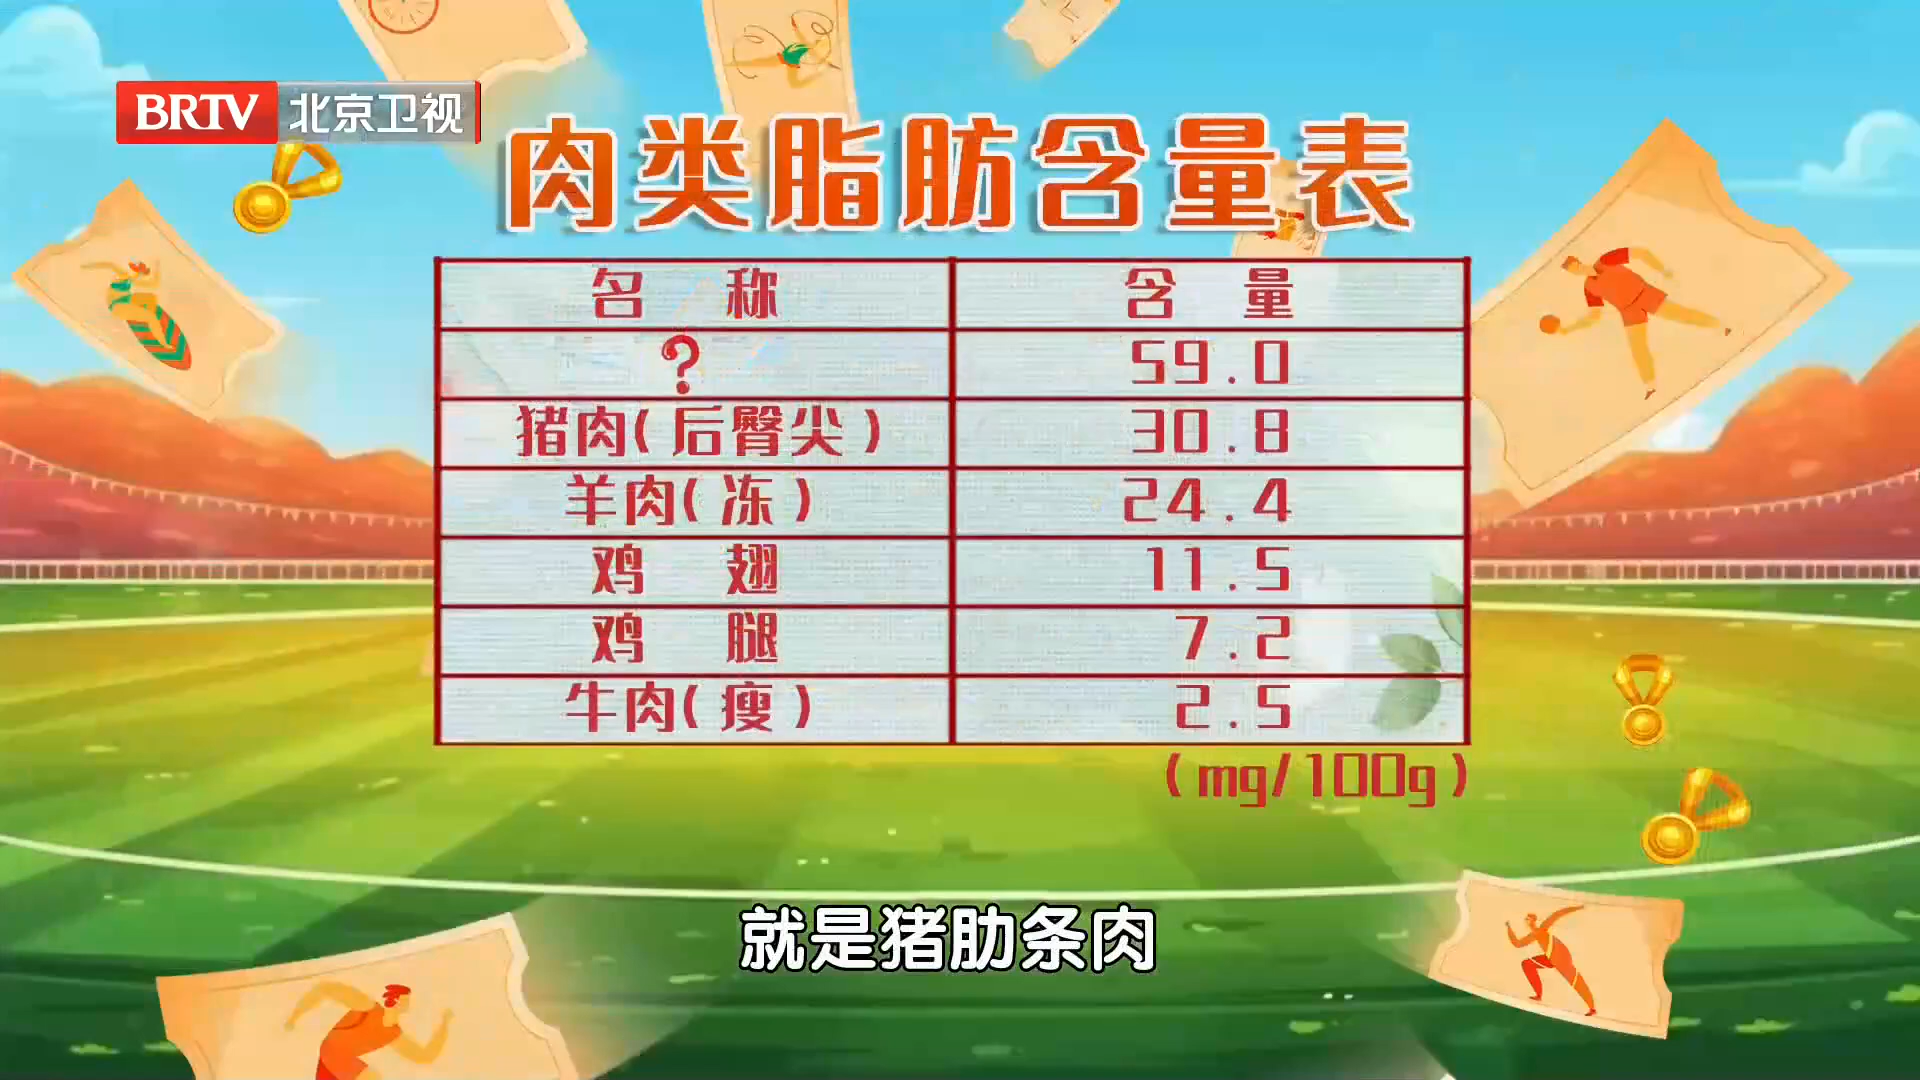 BRTV 北京卫视
肉类脂肪含量表
名 称 含 量
? 59.0
猪肉(后臀尖) 30.8
羊肉(冻) 24.4
鸡 翅 11.5
鸡 腿 7.2
牛肉(瘦) 2.5
(mg/100g)
就是猪肋条肉